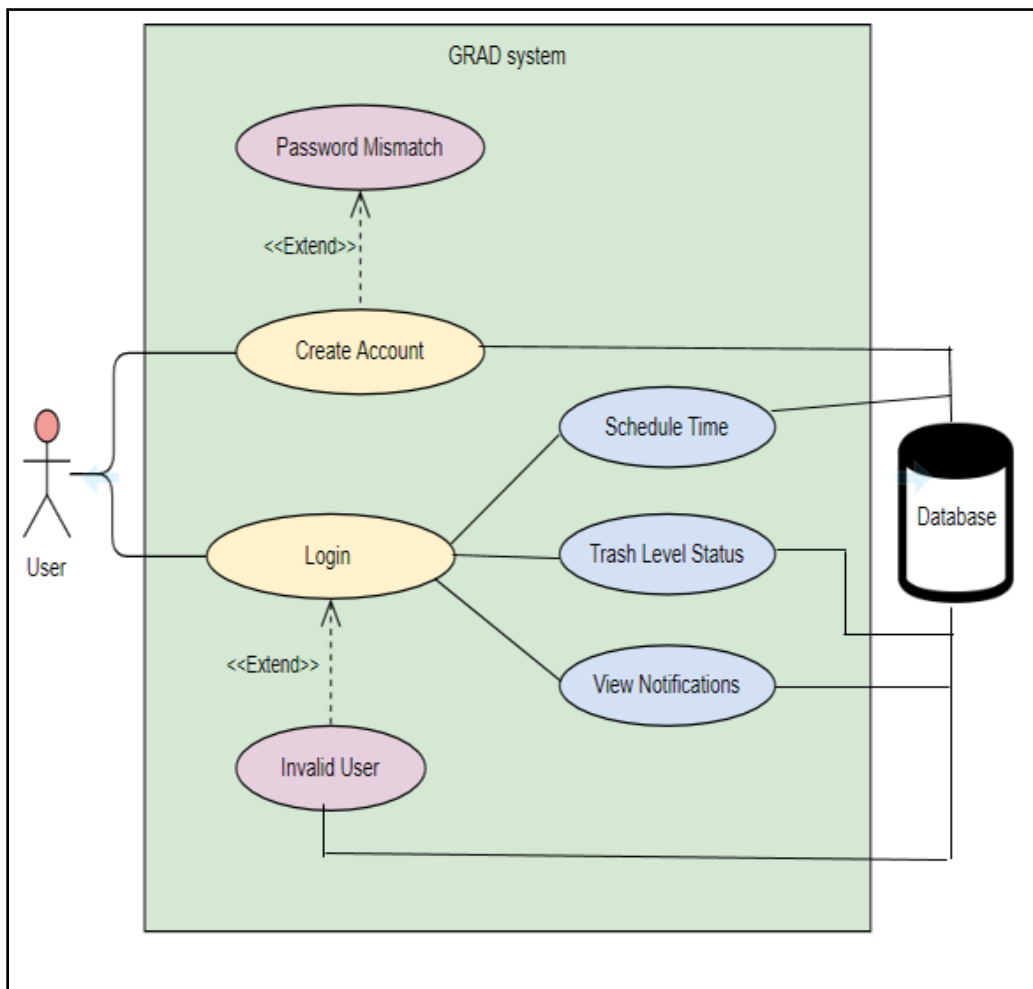 GRAD system
Password Mismatch
<<Extend>>
Create Account
Schedule Time
Database
User
Login
Trash Level Status
<<Extend>>
View Notifications
Invalid User